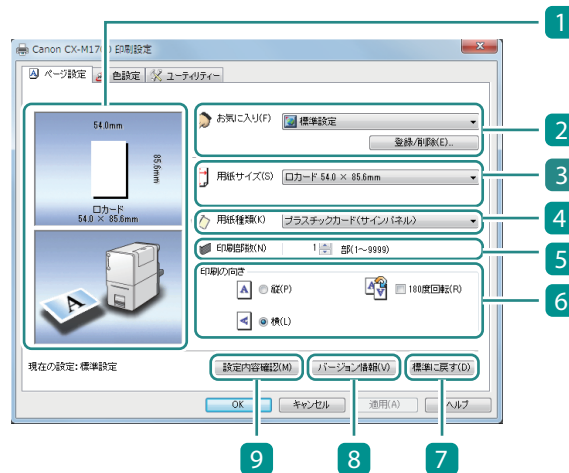 1
Canon CX-M1700 印刷設定
ページ設定 色設定 ユーティリティー
54.0mm
85.6mm
ロカード
54.0 × 85.6mm
お気に入り(F) 標準設定
登録/削除(E)...
2
用紙サイズ(S) ロカード 54.0 × 85.6mm
3
用紙種類(K) プラスチックカード(サインパネル)
4
印刷部数(N) 1 部(1～9999)
5
印刷の向き
A 縦(P)
180度回転(R)
6
A 横(L)
A
現在の設定: 標準設定
設定内容確認(M) バージョン情報(V) 標準に戻す(D)
OK キャンセル 適用(A) ヘルプ
9 8 7